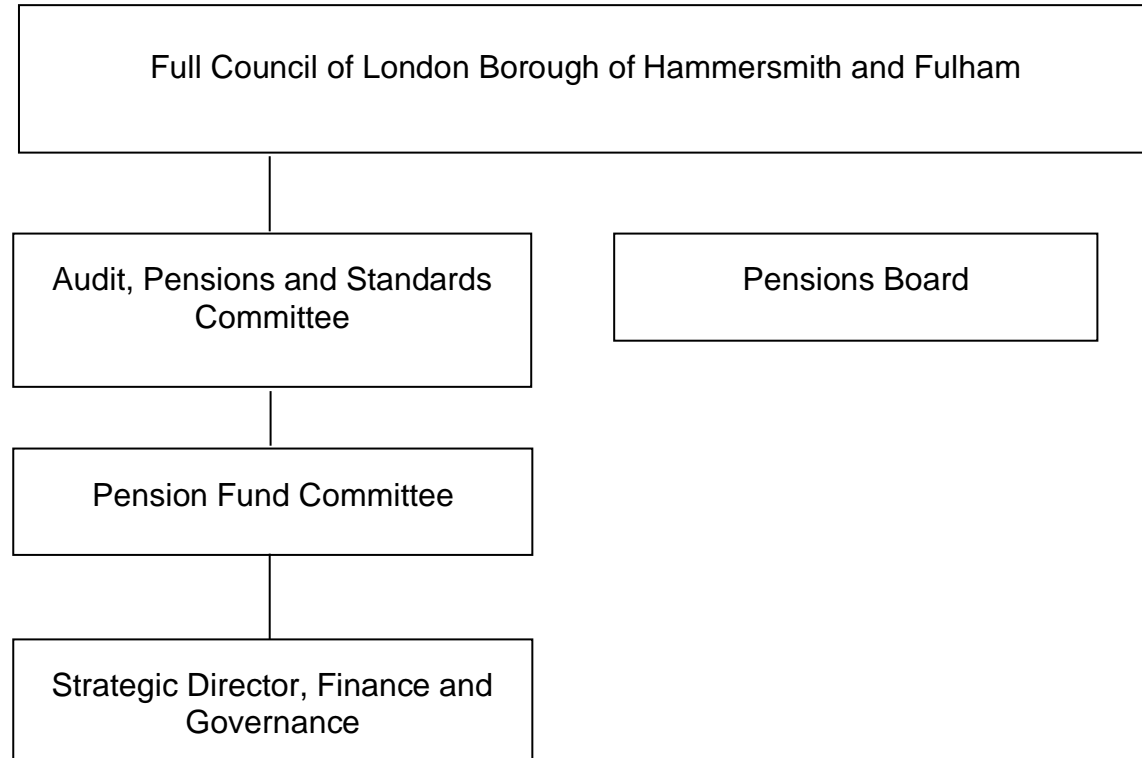 Full Council of London Borough of Hammersmith and Fulham
Audit, Pensions and Standards
Committee
Pensions Board
Pension Fund Committee
Strategic Director, Finance and
Governance